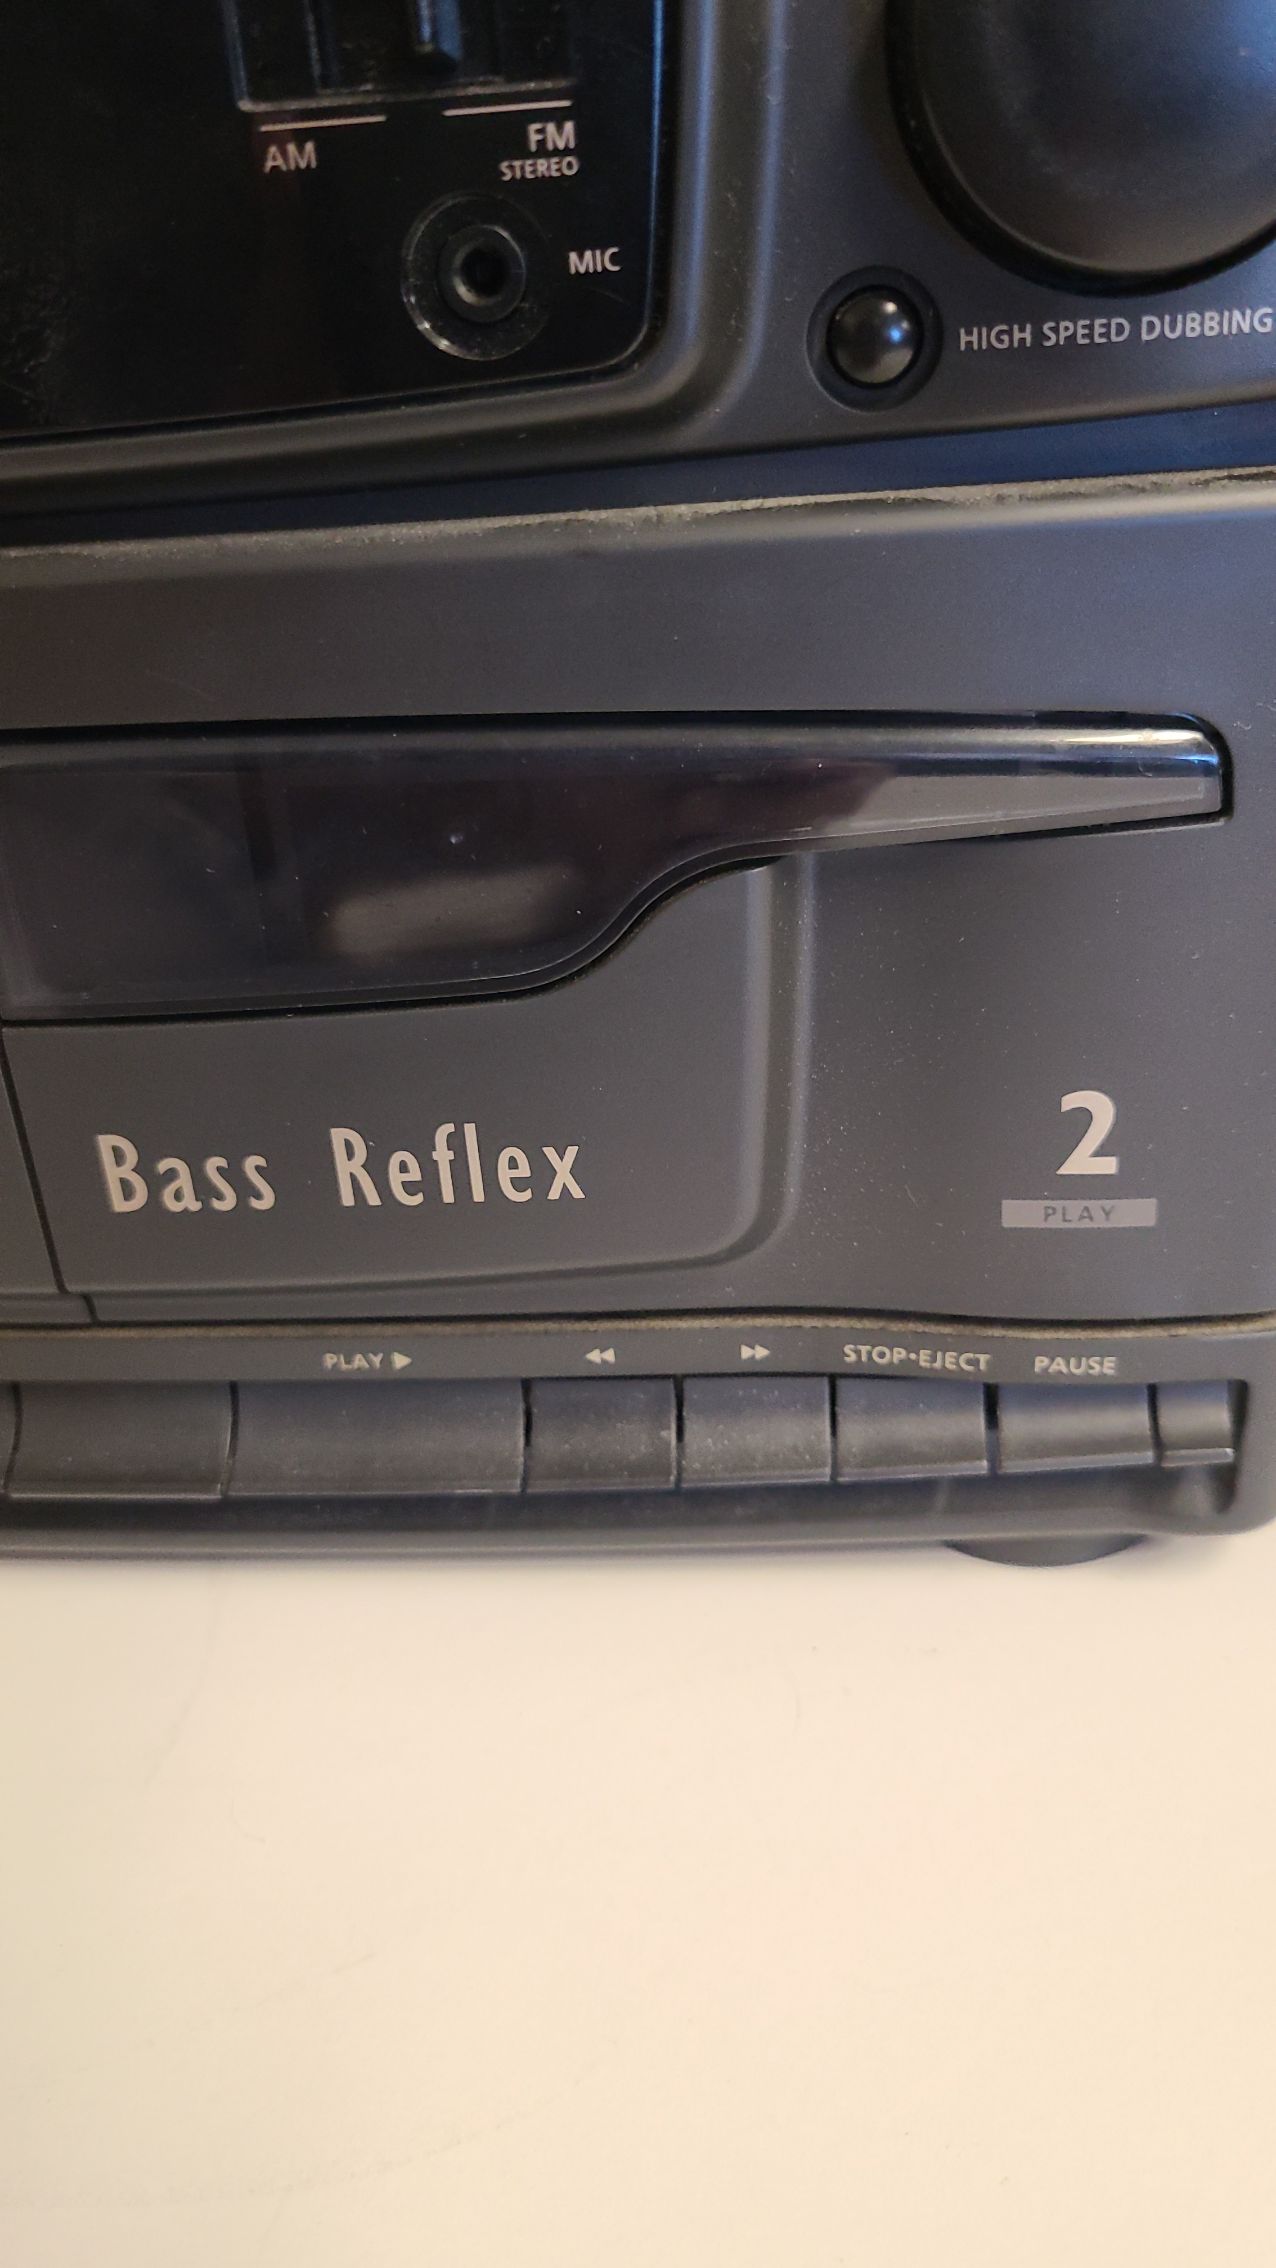 AM
FM
STEREO
MIC
HIGH SPEED DUBBING
Bass Reflex
2
PLAY
PLAY ▶ ◀◀ ▶▶ STOP•EJECT PAUSE